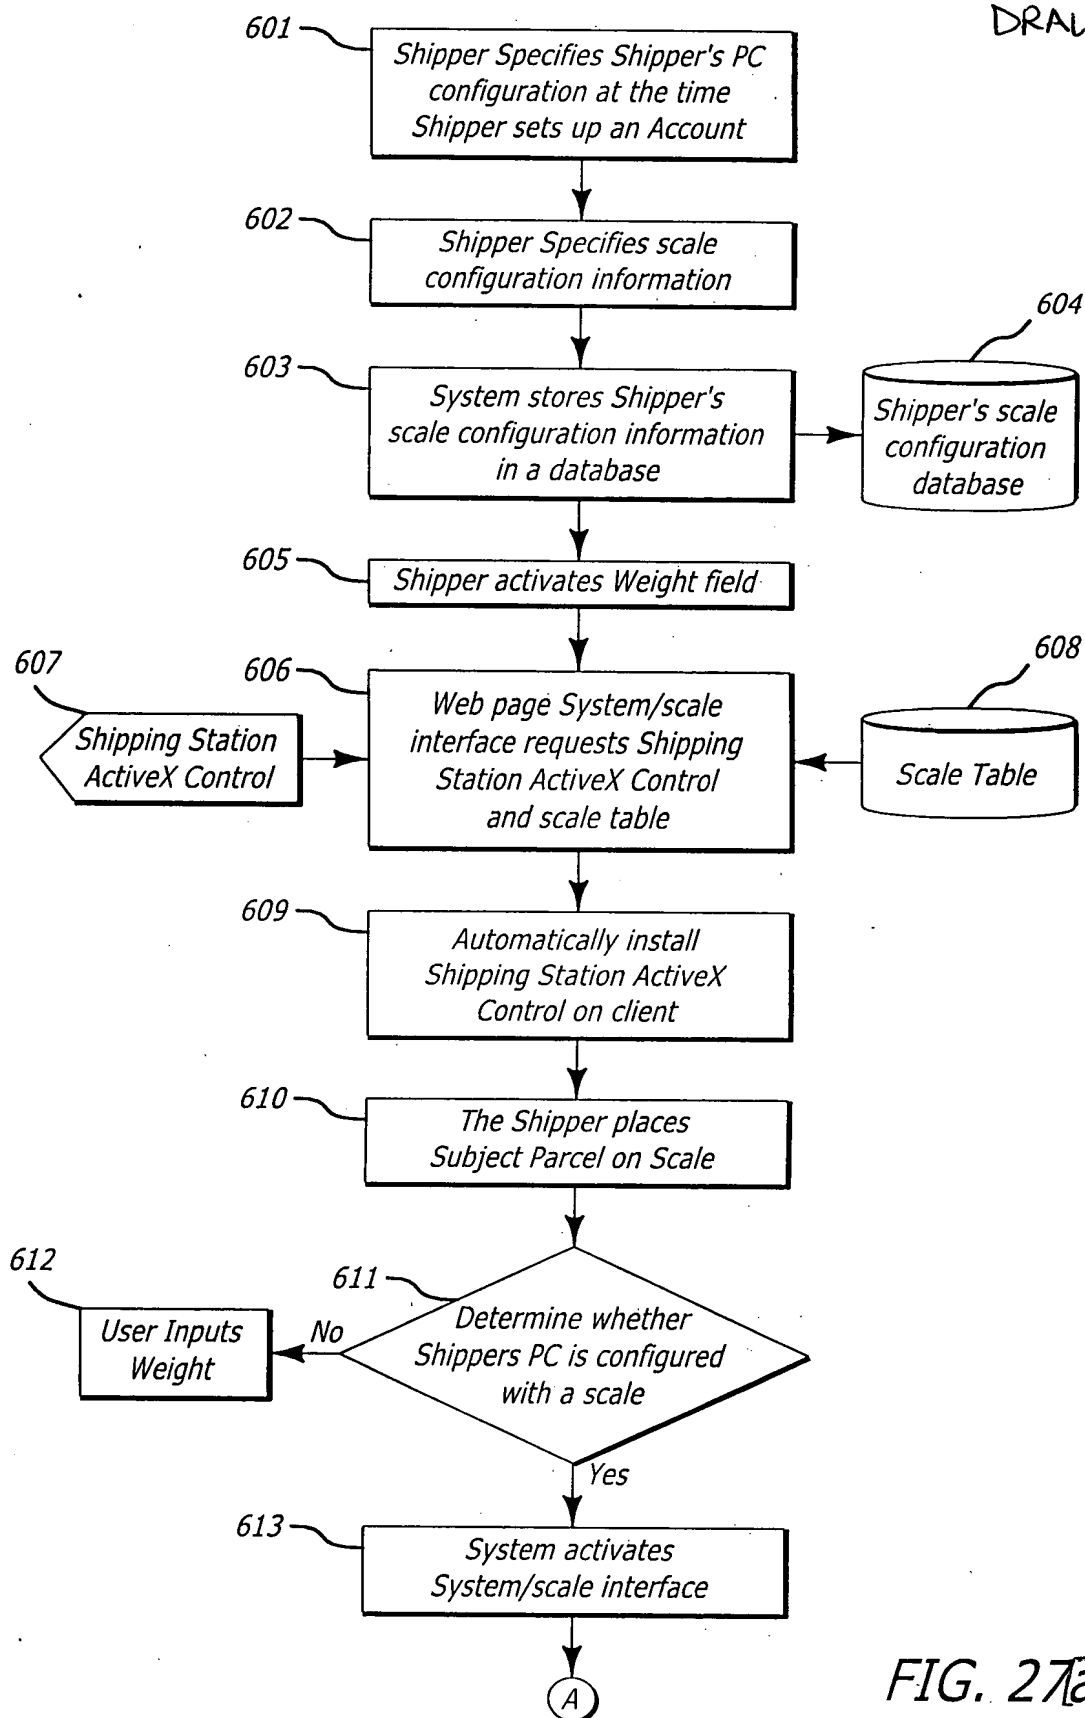 601
Shipper Specifies Shipper's PC
configuration at the time
Shipper sets up an Account
602
Shipper Specifies scale
configuration information
603
System stores Shipper's
scale configuration information
in a database
604
Shipper's scale
configuration
database
605
Shipper activates Weight field
606
Web page System/scale
interface requests Shipping
Station ActiveX Control
and scale table
607
Shipping Station
ActiveX Control
608
Scale Table
609
Automatically install
Shipping Station ActiveX
Control on client
610
The Shipper places
Subject Parcel on Scale
611
Determine whether
Shippers PC is configured
with a scale
No
612
User Inputs
Weight
Yes
613
System activates
System/scale interface
A
FIG. 27